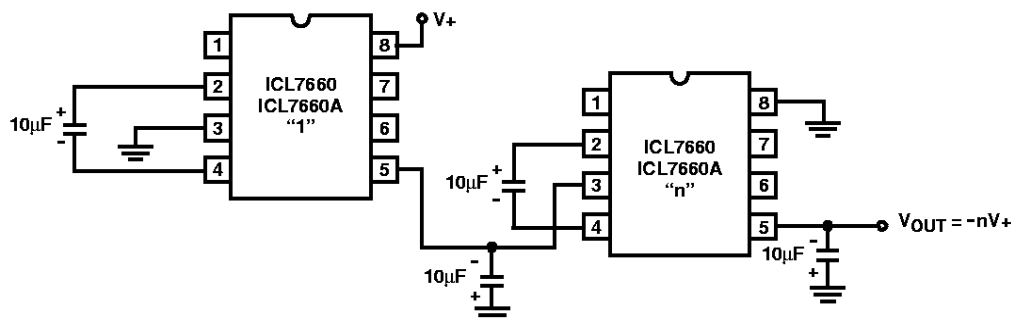 V+
1
2
3
4
8
7
6
5
ICL7660
ICL7660A
“1”
10µF
+
-
1
2
3
4
8
7
6
5
ICL7660
ICL7660A
“n”
10µF
+
-
10µF
-
+
VOUT = -nV+
10µF
-
+